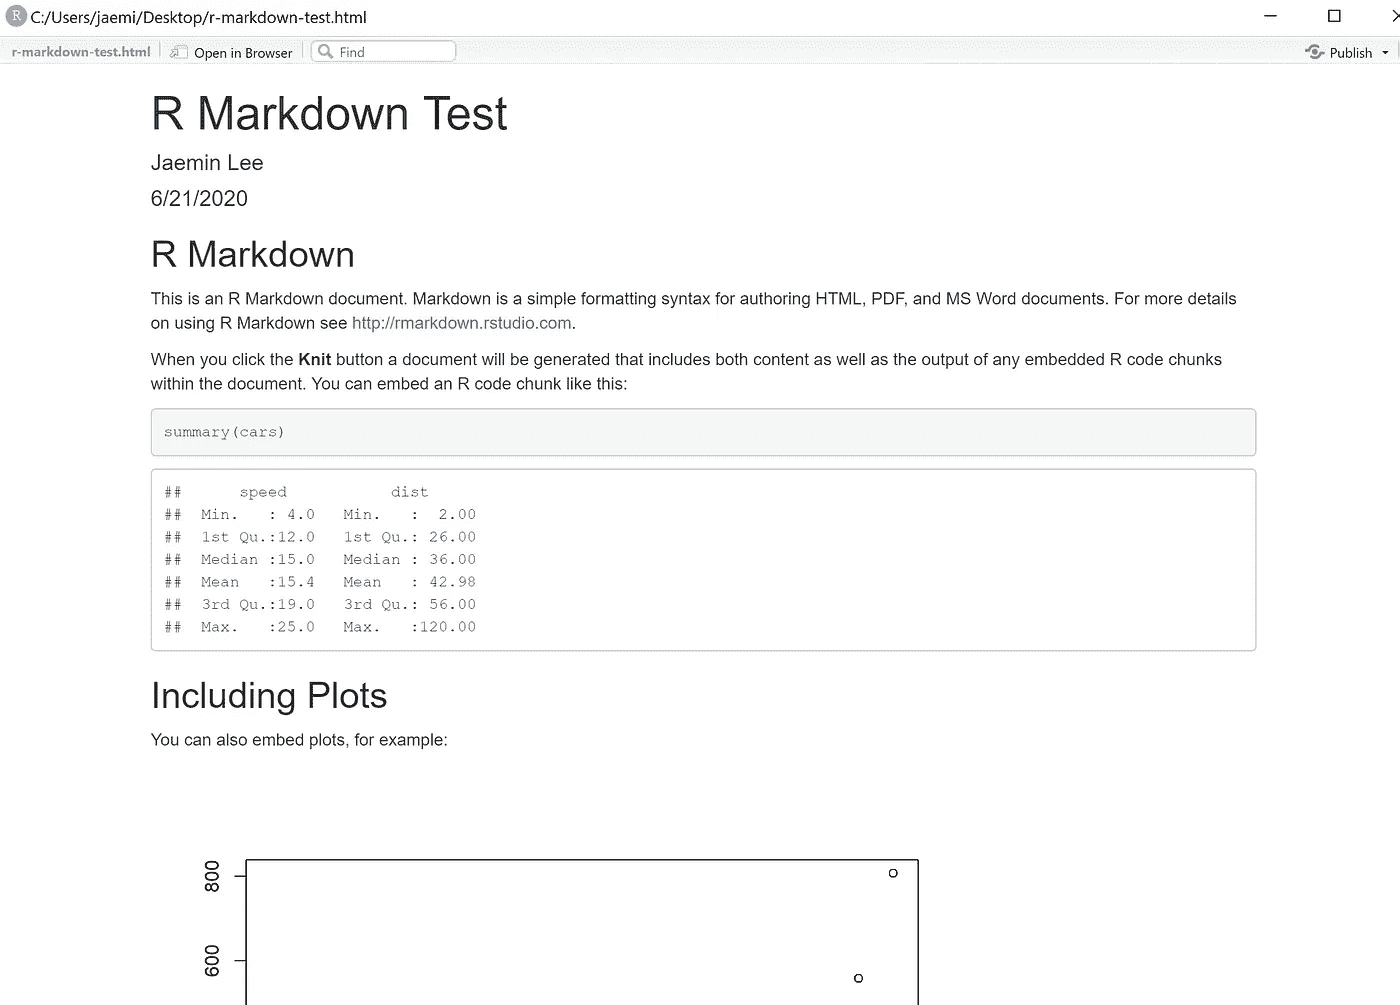 R C:/Users/jaemi/Desktop/r-markdown-test.html
r-markdown-test.html Open in Browser Find Publish
R Markdown Test
Jaemin Lee
6/21/2020
R Markdown
This is an R Markdown document. Markdown is a simple formatting syntax for authoring HTML, PDF, and MS Word documents. For more details
on using R Markdown see http://rmarkdown.rstudio.com.
When you click the Knit button a document will be generated that includes both content as well as the output of any embedded R code chunks
within the document. You can embed an R code chunk like this:
summary(cars)
##      speed           dist
##  Min.   : 4.0   Min.   :  2.00
##  1st Qu.:12.0   1st Qu.: 26.00
##  Median :15.0   Median : 36.00
##  Mean   :15.4   Mean   : 42.98
##  3rd Qu.:19.0   3rd Qu.: 56.00
##  Max.   :25.0   Max.   :120.00
Including Plots
You can also embed plots, for example:
800
600